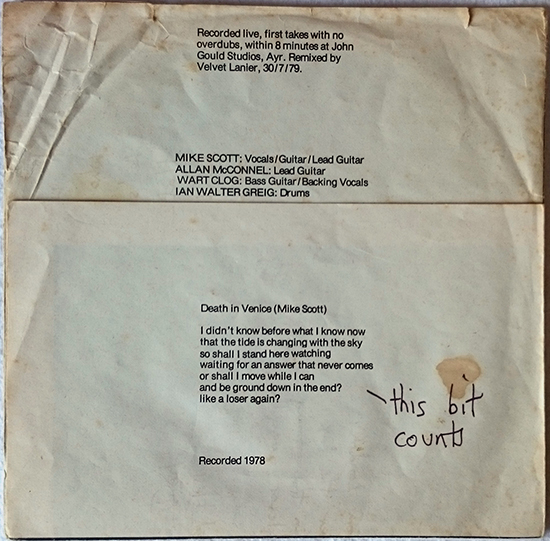 Recorded live, first takes with no
overdubs, within 8 minutes at John
Gould Studios, Ayr. Remixed by
Velvet Lanier, 30/7/79.
MIKE SCOTT: Vocals/Guitar/Lead Guitar
ALLAN McCONNEL: Lead Guitar
WART CLOG: Bass Guitar/Backing Vocals
IAN WALTER GREIG: Drums
Death in Venice (Mike Scott)
I didn't know before what I know now
that the tide is changing with the sky
so shall I stand here watching
waiting for an answer that never comes
or shall I move while I can
and be ground down in the end?
like a loser again?
this bit
counts
Recorded 1978